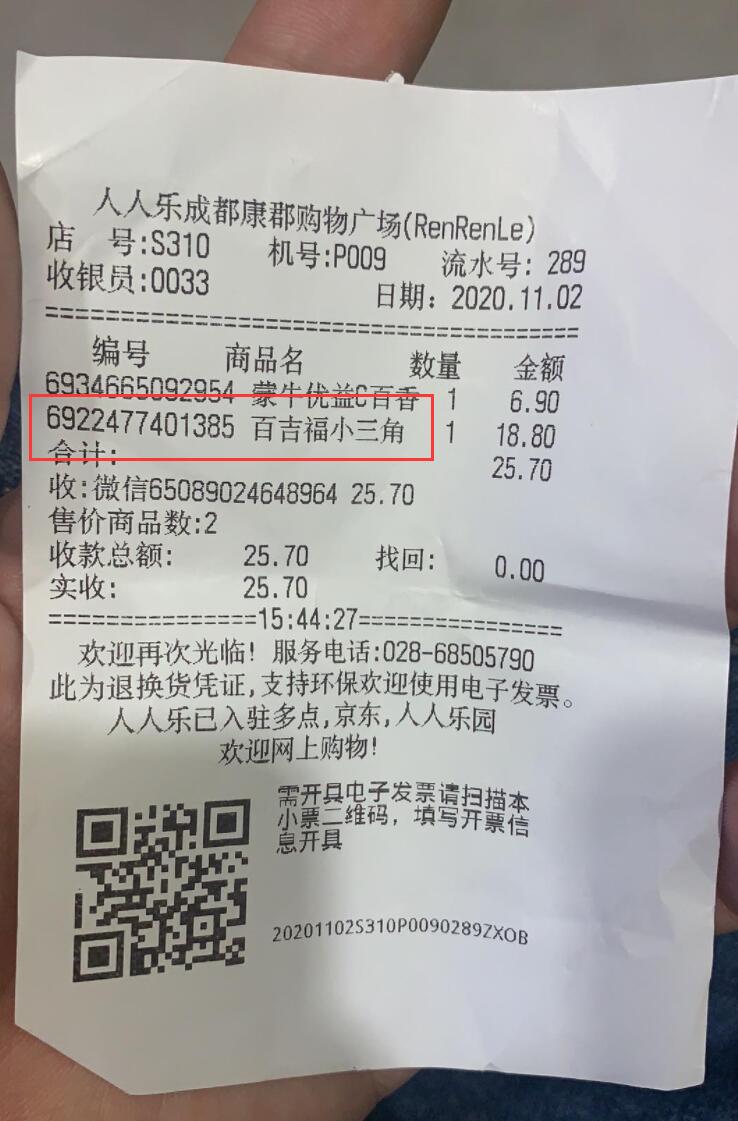 人人乐成都康郡购物广场(RenRenLe)
店 号:S310 机号:P009 流水号: 289
收银员:0033 日期: 2020.11.02
===================================
编号 商品名 数量 金额
6934665092954 蒙牛优益C百香 1 6.90
6922477401385 百吉福小三角 1 18.80
合计: 25.70
收:微信65089024648964 25.70
售价商品数:2
收款总额: 25.70 找回: 0.00
实收: 25.70
==============15:44:27==============
欢迎再次光临! 服务电话:028-68505790
此为退换货凭证,支持环保欢迎使用电子发票。
人人乐已入驻多点,京东,人人乐园
欢迎网上购物!
需开具电子发票请扫描本
小票二维码，填写开票信
息开具
20201102S310P0090289ZXOB